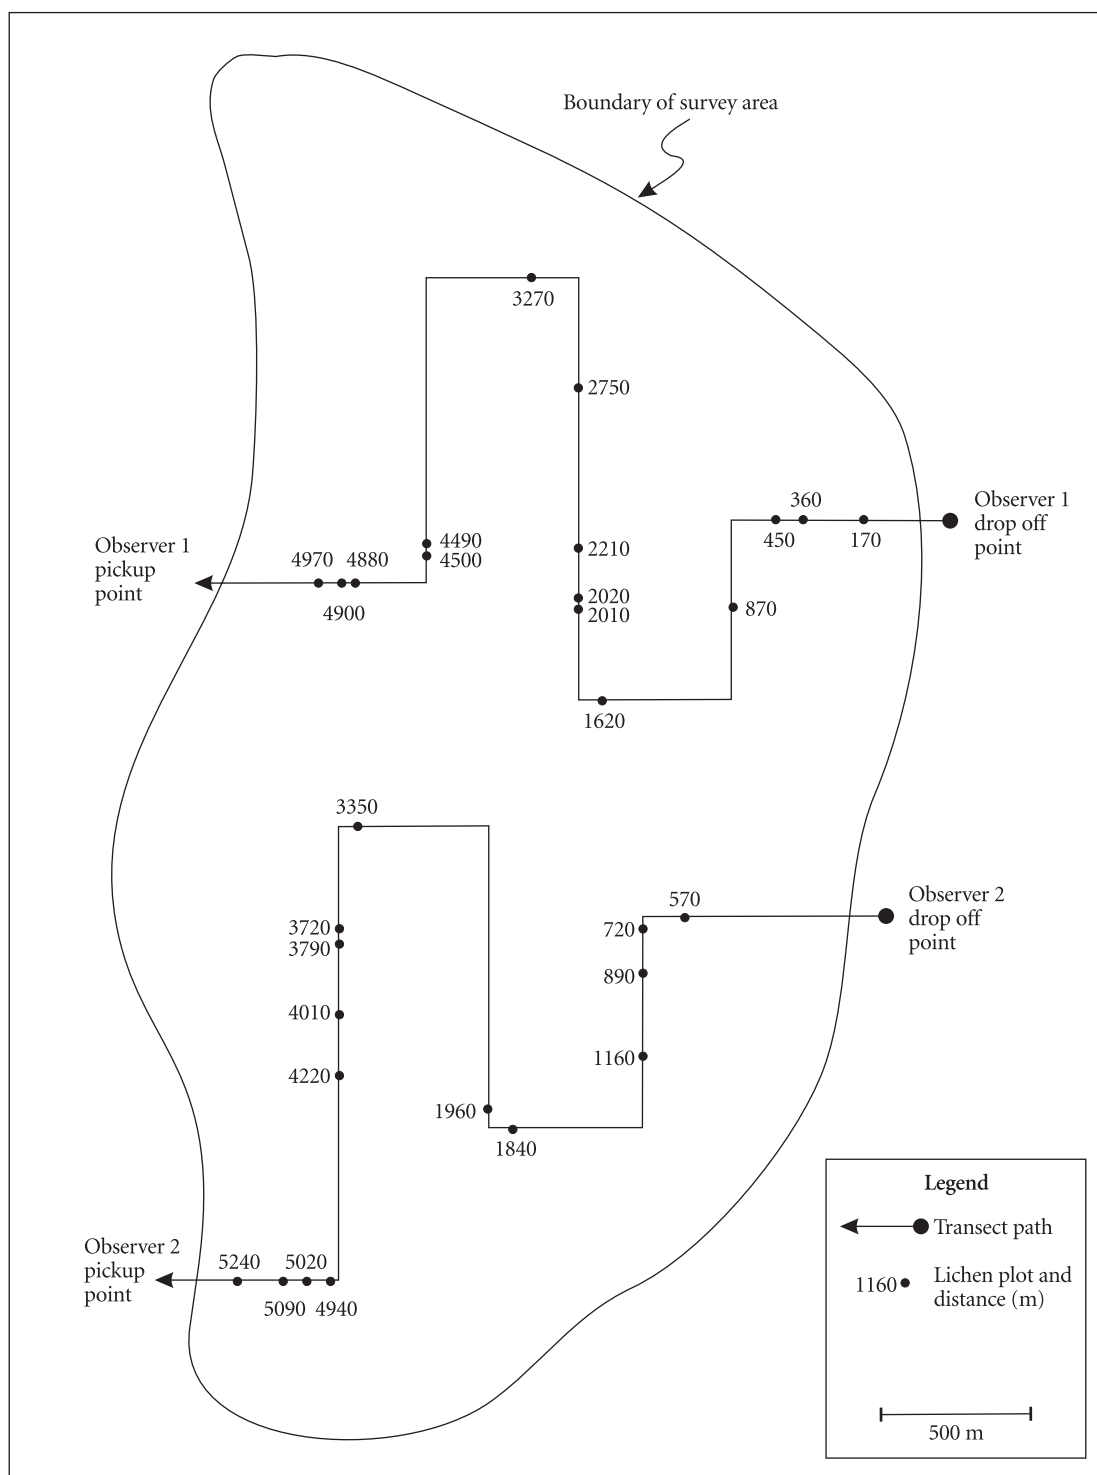 Boundary of survey area
3270
2750
360
Observer 1
drop off
point
450
170
Observer 1
pickup
point
4970
4880
4490
4500
2210
4900
2020
2010
870
1620
3350
570
Observer 2
drop off
point
3720
3790
720
890
4010
1160
4220
1960
1840
Observer 2
pickup
point
5240
5020
5090
4940
Legend
Transect path
1160
Lichen plot and
distance (m)
500 m